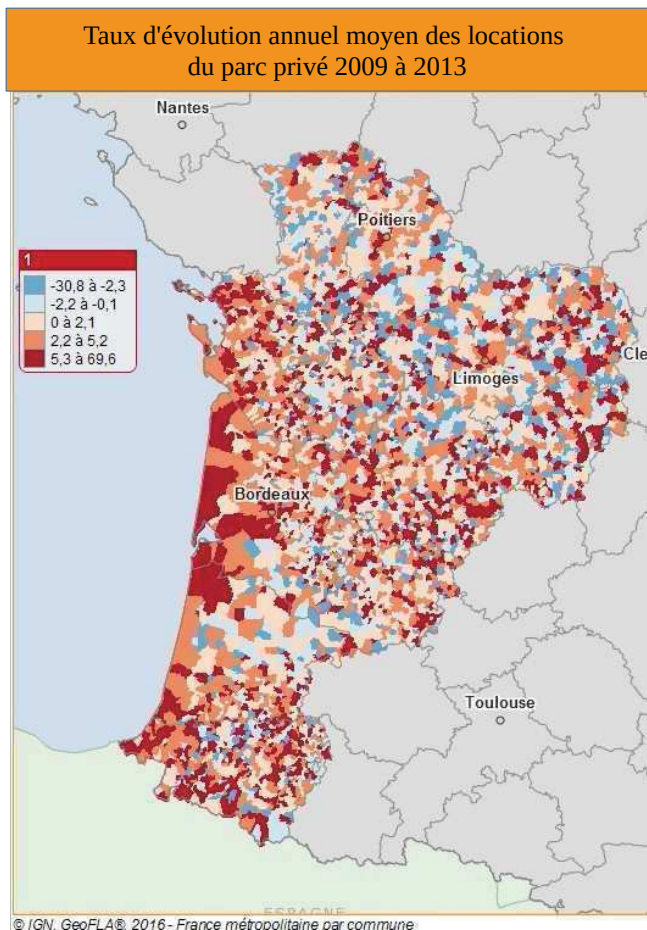 Taux d'évolution annuel moyen des locations
du parc privé 2009 à 2013
Nantes
Poitiers
1
-30,8 à -2,3
-2,2 à -0,1
0 à 2,1
2,2 à 5,2
5,3 à 69,6
Cle
Limoges
Bordeaux
Toulouse
ESPAGNE
© IGN, GeoFLA®, 2016 - France métropolitaine par commune